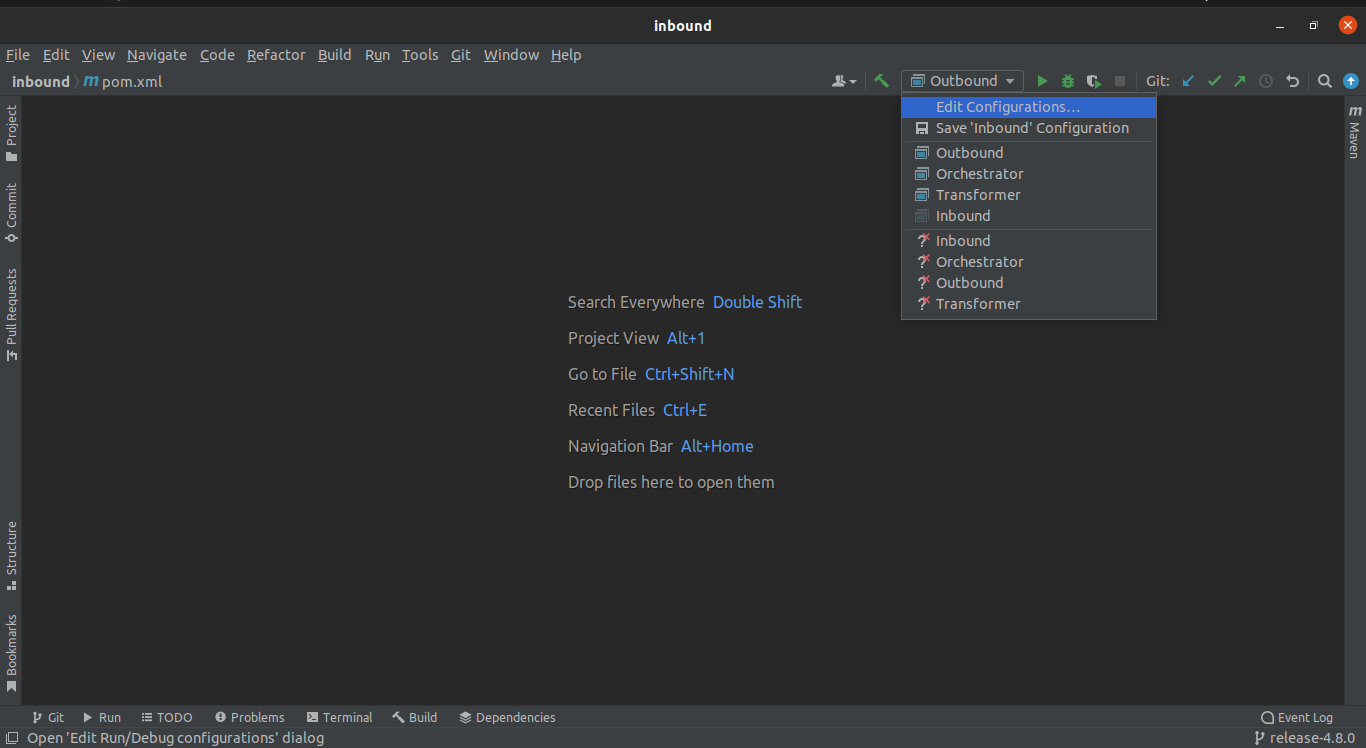 inbound
File Edit View Navigate Code Refactor Build Run Tools Git Window Help
inbound pom.xml Outbound Git:
Edit Configurations...
Save 'Inbound' Configuration
Outbound
Orchestrator
Transformer
Inbound
Inbound
Orchestrator
Outbound
Transformer
Project
Commit
Pull Requests
Structure
Bookmarks
Maven
Search Everywhere Double Shift
Project View Alt+1
Go to File Ctrl+Shift+N
Recent Files Ctrl+E
Navigation Bar Alt+Home
Drop files here to open them
Git Run TODO Problems Terminal Build Dependencies Event Log
Open 'Edit Run/Debug configurations' dialog release-4.8.0